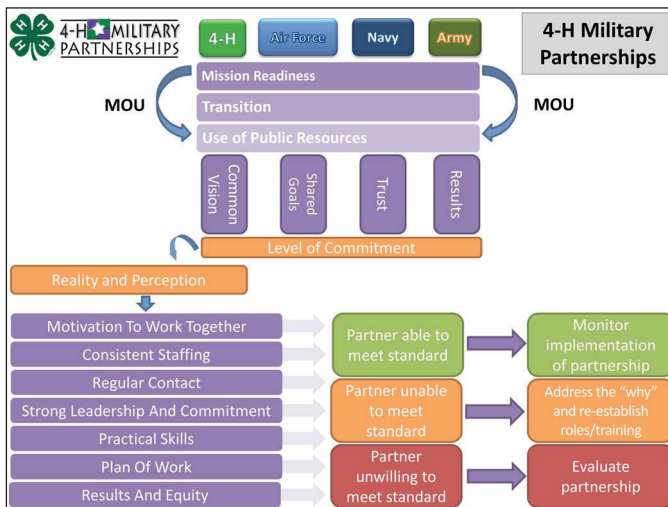 4-H MILITARY
PARTNERSHIPS
4-H
Air Force
Navy
Army
4-H Military
Partnerships
MOU
MOU
Mission Readiness
Transition
Use of Public Resources
Common
Vision
Shared
Goals
Trust
Results
Level of Commitment
Reality and Perception
Motivation To Work Together
Consistent Staffing
Regular Contact
Strong Leadership And Commitment
Practical Skills
Plan Of Work
Results And Equity
Partner able to
meet standard
Monitor
implementation
of partnership
Partner unable
to meet
standard
Address the “why”
and re-establish
roles/training
Partner
unwilling to
meet standard
Evaluate
partnership